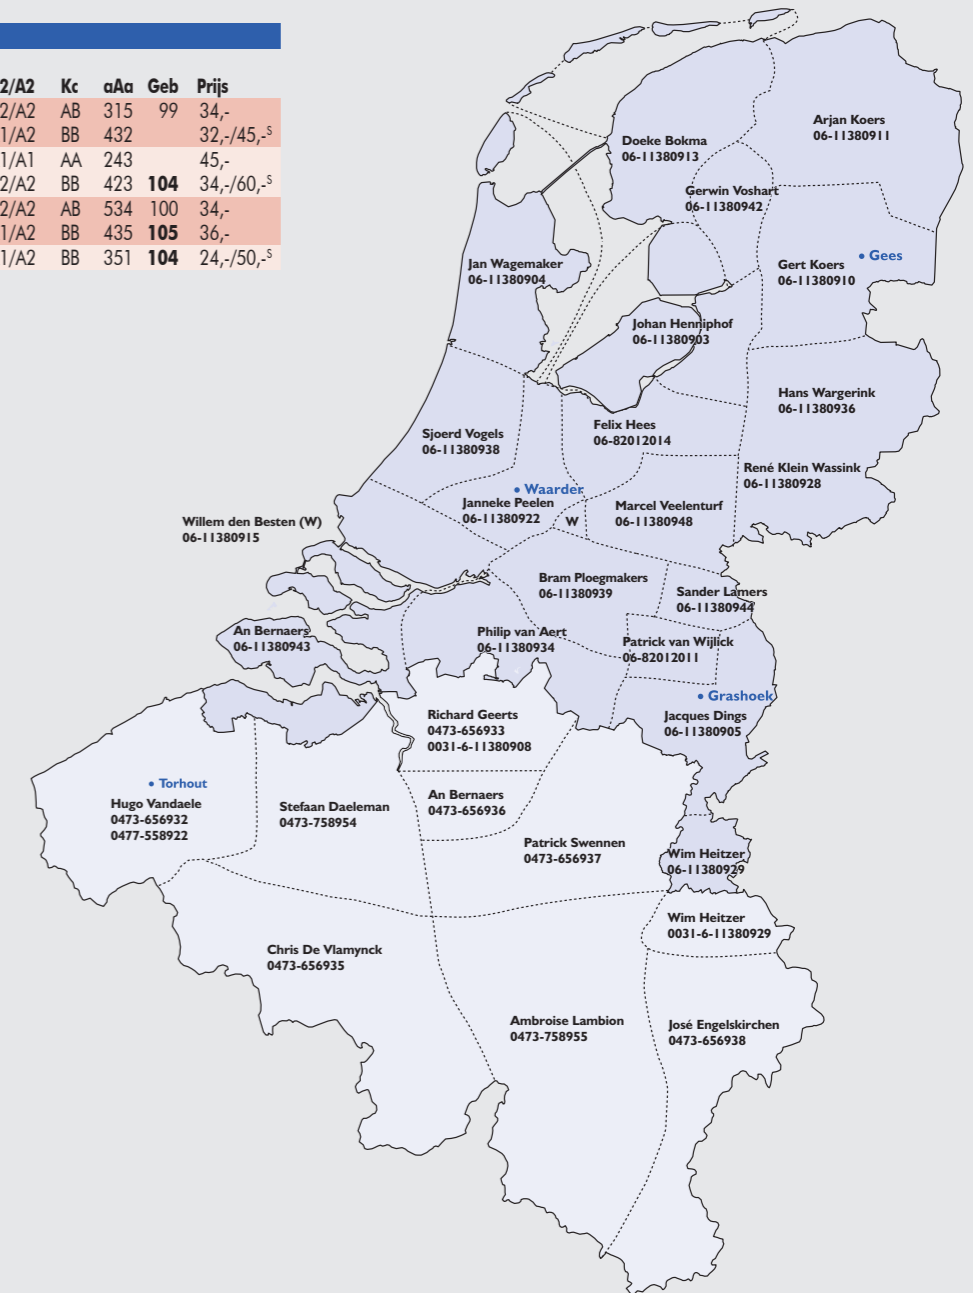 2/A2 Kc aAa Geb Prijs
2/A2 AB 315 99 34,-
1/A2 BB 432 32,-/45,-S
1/A1 AA 243 45,-
2/A2 BB 423 104 34,-/60,-S
2/A2 AB 534 100 34,-
1/A2 BB 435 105 36,-
1/A2 BB 351 104 24,-/50,-S
Arjan Koers
06-11380911
Doeke Bokma
06-11380913
Gerwin Voshart
06-11380942
Gees
Gert Koers
06-11380910
Jan Wagemaker
06-11380904
Johan Henniphof
06-11380903
Hans Wargerink
06-11380936
Felix Hees
06-82012014
Sjoerd Vogels
06-11380938
René Klein Wassink
06-11380928
Waarder
Janneke Peelen
06-11380922
W
Marcel Veelenturf
06-11380948
Willem den Besten (W)
06-11380915
Bram Ploegmakers
06-11380939
Sander Lamers
06-11380944
An Bernaers
06-11380943
Philip van Aert
06-11380934
Patrick van Wijlick
06-82012011
Grashoek
Jacques Dings
06-11380905
Richard Geerts
0473-656933
0031-6-11380908
Torhout
Hugo Vandaele
0473-656932
0477-558922
Stefaan Daeleman
0473-758954
An Bernaers
0473-656936
Patrick Swennen
0473-656937
Wim Heitzer
06-11380929
Wim Heitzer
0031-6-11380929
Chris De Vlamynck
0473-656935
Ambroise Lambion
0473-758955
José Engelskirchen
0473-656938